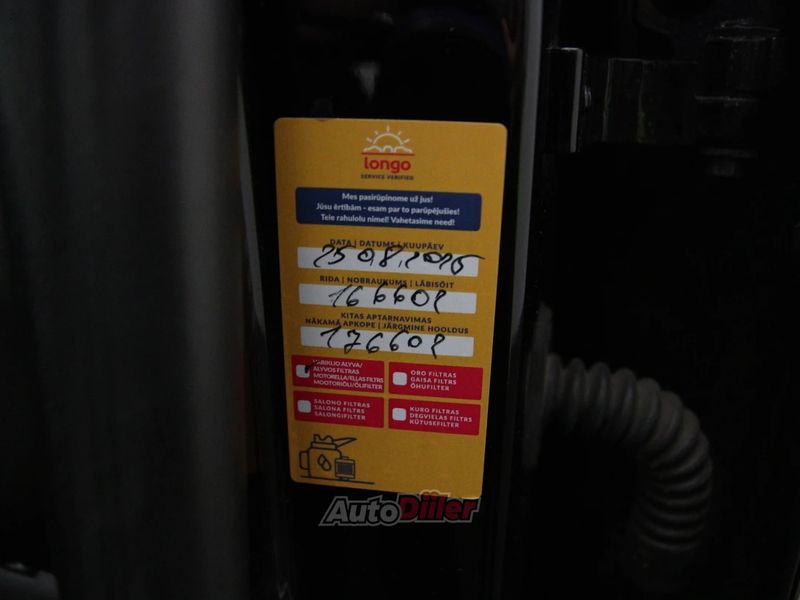 longo
SERVICE VERIFIED
Mes pasirūpinome už jus!
Jūsu ērtībām - esam par to parūpējušies!
Teie rahulolu nimel! Vahetasime need!
DATA | DATUMS | KUUPÄEV
25.08.2025
RIDA | NOBRAUKUMS | LÄBISÕIT
166602
KITAS APTARNAVIMAS
NĀKAMĀ APKOPE | JÄRGMINE HOOLDUS
176602
VARIKLIO ALYVA/
ALYVOS FILTRAS
MOTOREĻĻA/EĻĻAS FILTRS
MOOTORIÕLI/ÕLIFILTER
ORO FILTRAS
GAISA FILTRS
ÕHUFILTER
SALONO FILTRAS
SALONA FILTRS
SALONGIFILTER
KURO FILTRAS
DEGVIELAS FILTRS
KÜTUSEFILTER
AutoDiiler